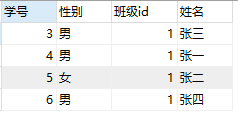 学号 性别 班级id 姓名
3 男 1 张三
4 男 1 张一
5 女 1 张二
6 男 1 张四